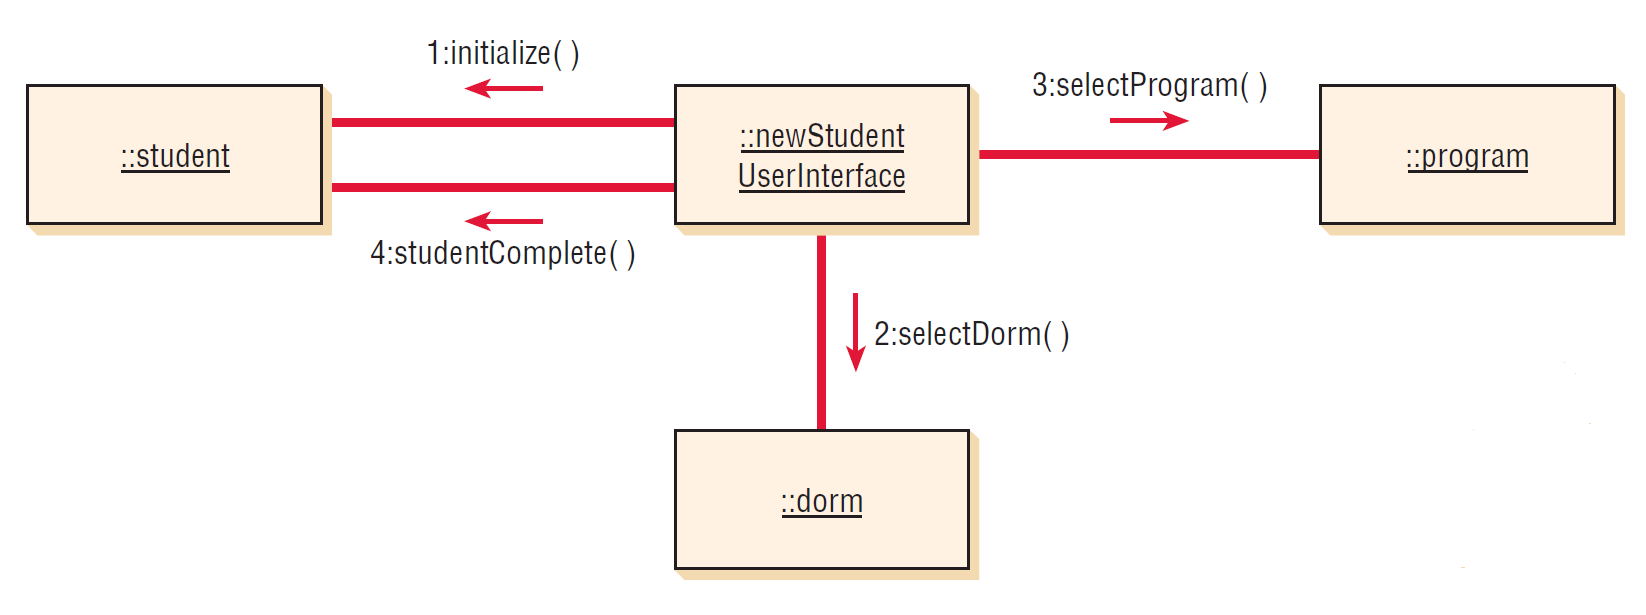 1:initialize( )
3:selectProgram( )
::student
::newStudent
UserInterface
::program
4:studentComplete( )
2:selectDorm( )
::dorm